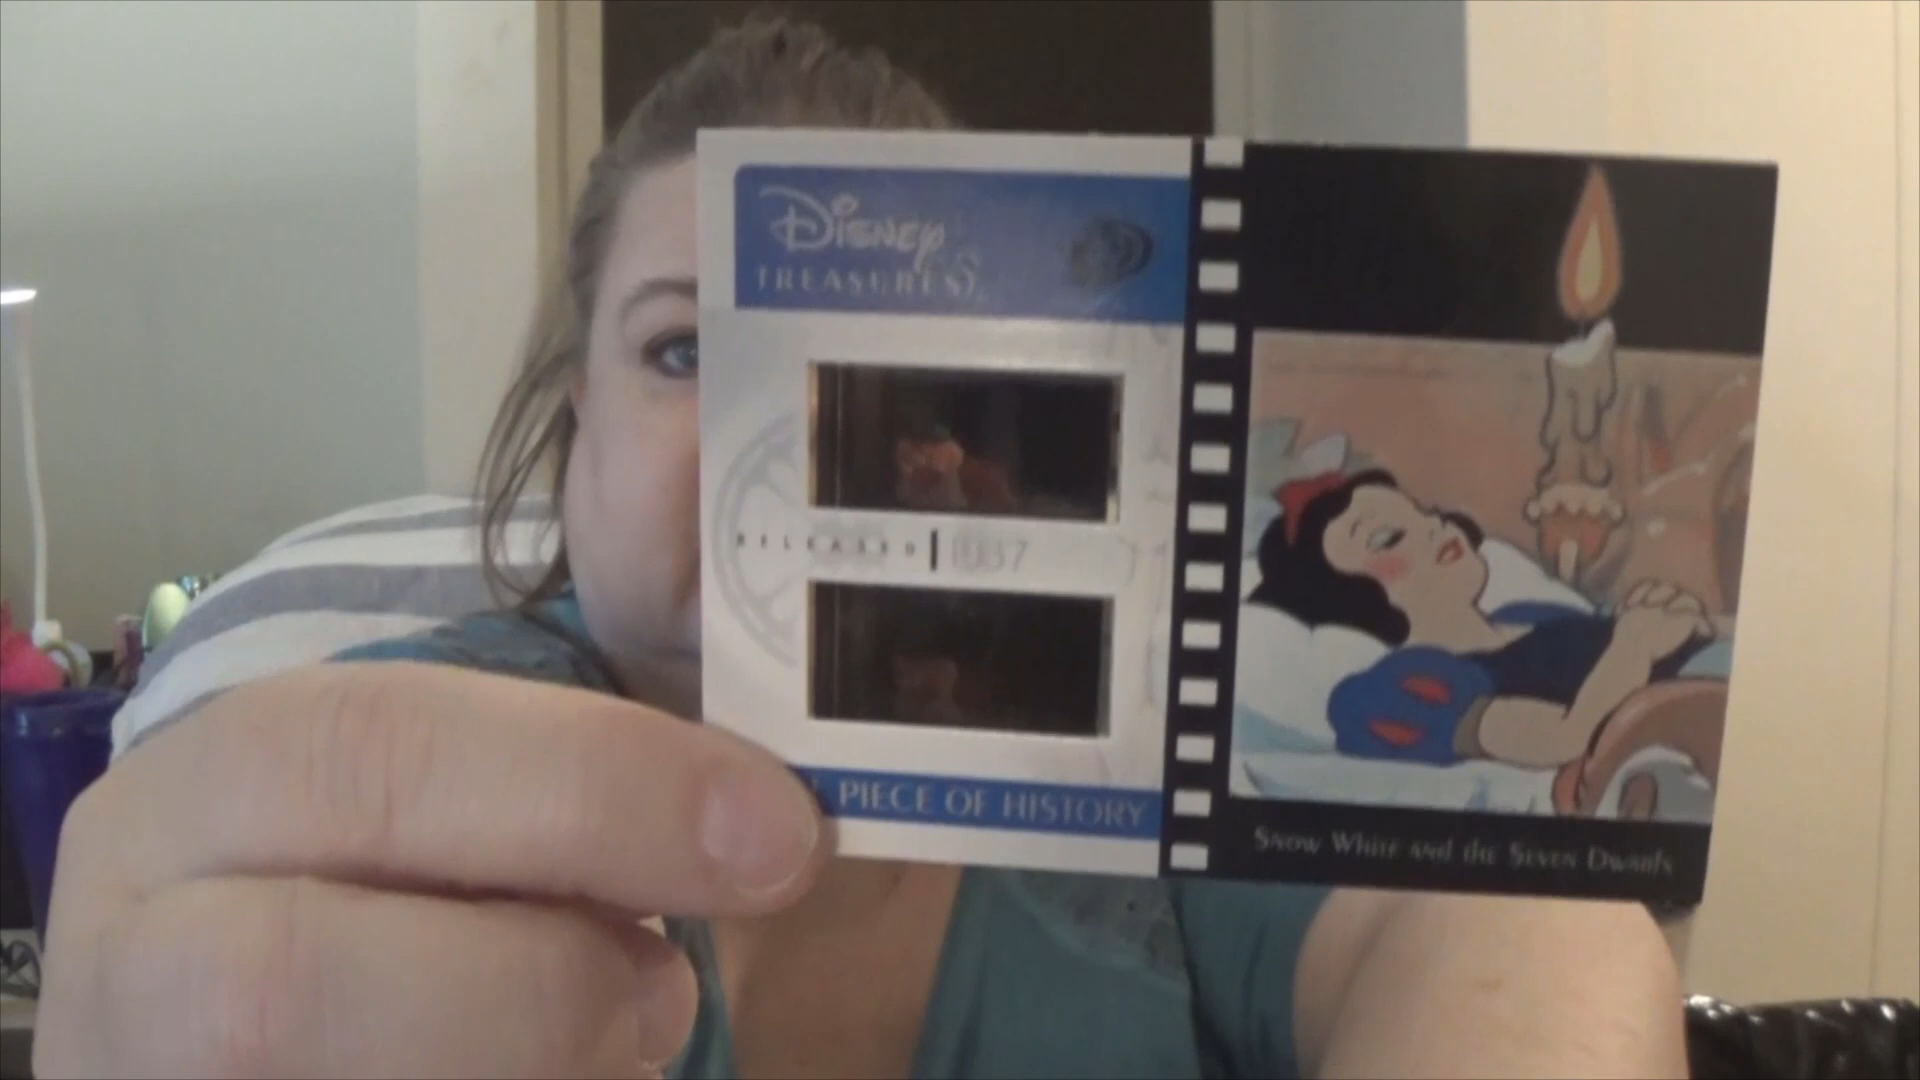 Disney
TREASURES
RELEASED | 1937
PIECE OF HISTORY
Snow White and the Seven Dwarfs